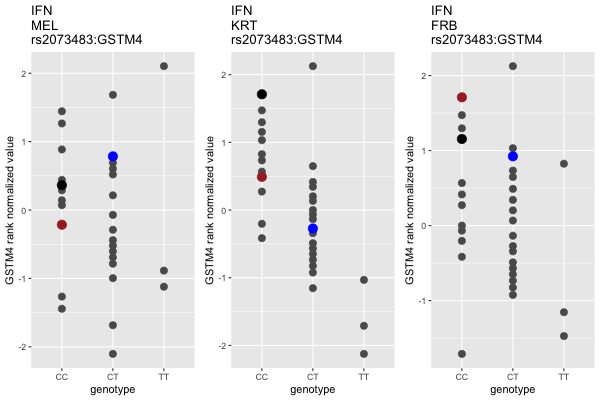 IFN
MEL
rs2073483:GSTM4
GSTM4 rank normalized value
2
1
0
-1
-2
CC CT TT
genotype
IFN
KRT
rs2073483:GSTM4
GSTM4 rank normalized value
2
1
0
-1
-2
CC CT TT
genotype
IFN
FRB
rs2073483:GSTM4
GSTM4 rank normalized value
2
1
0
-1
CC CT TT
genotype